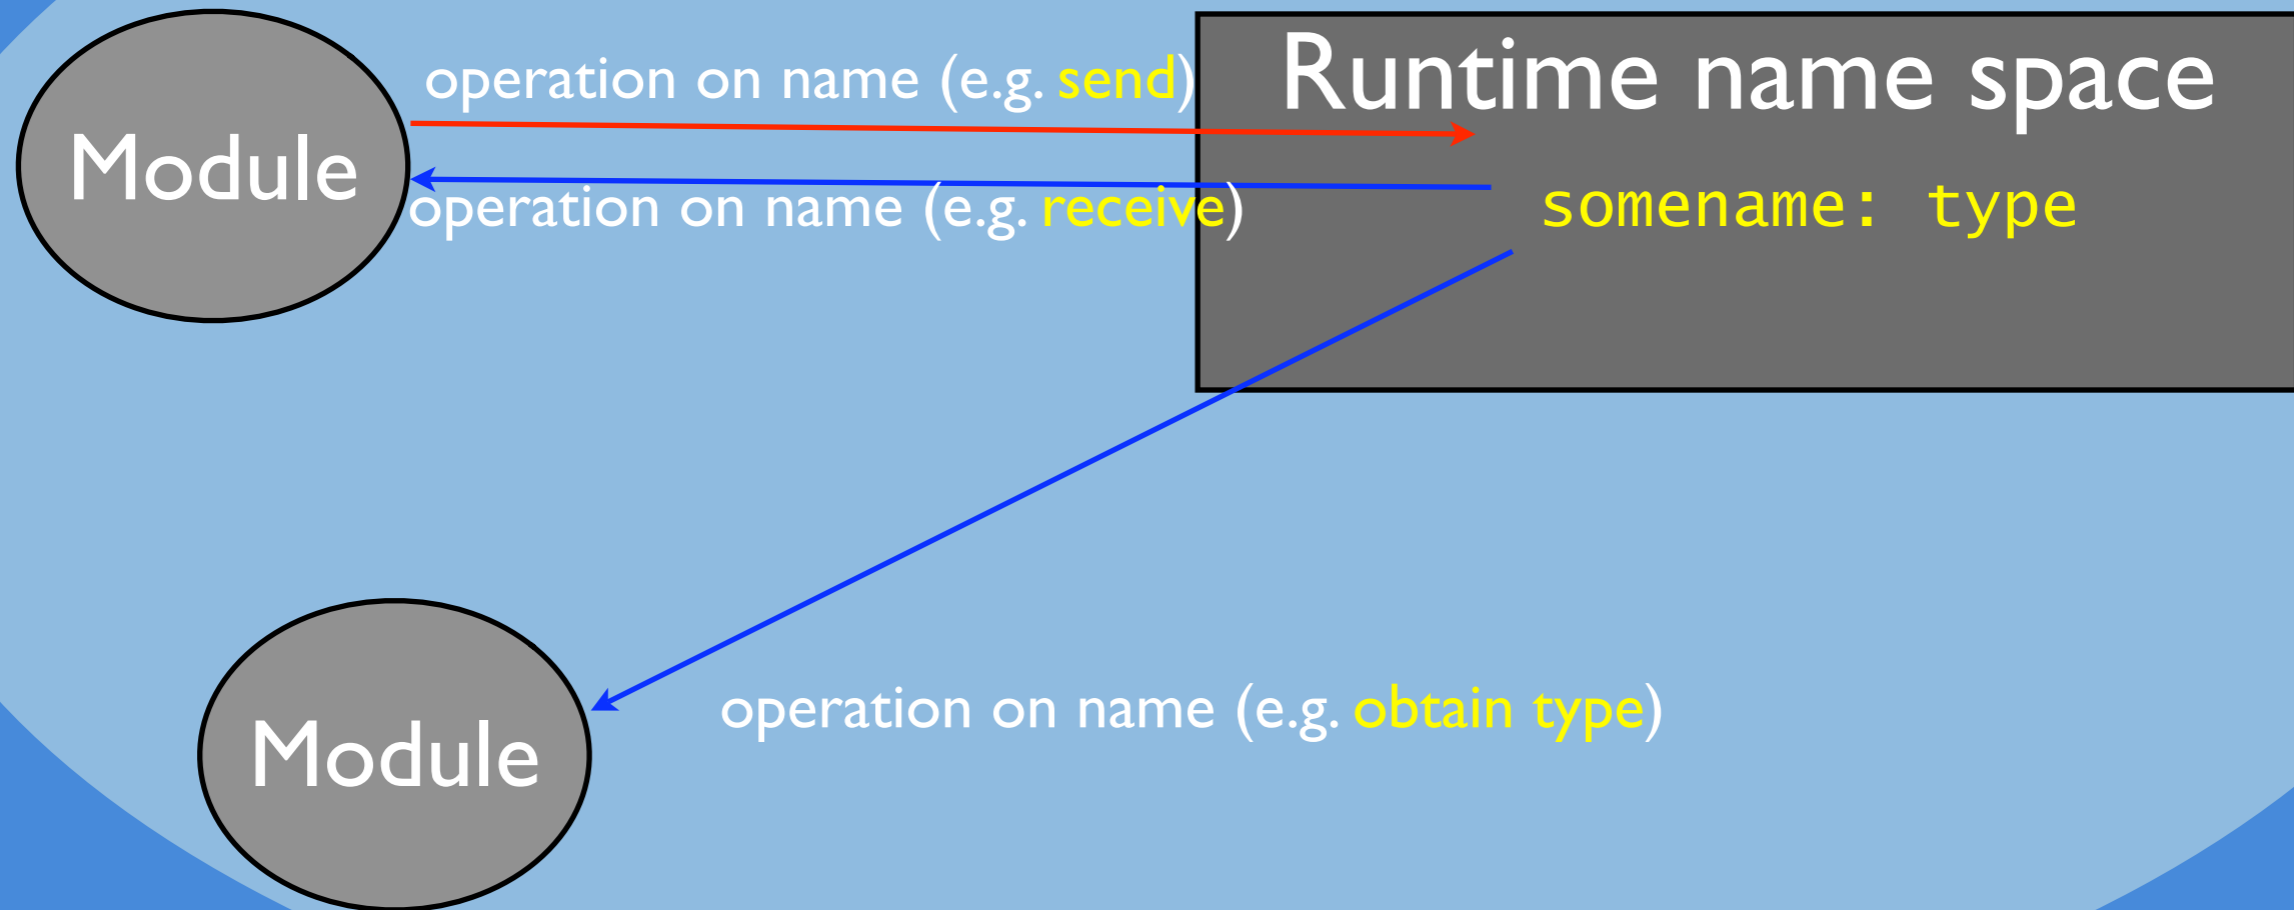 operation on name (e.g. send)
Runtime name space
Module
operation on name (e.g. receive)
somename: type
operation on name (e.g. obtain type)
Module